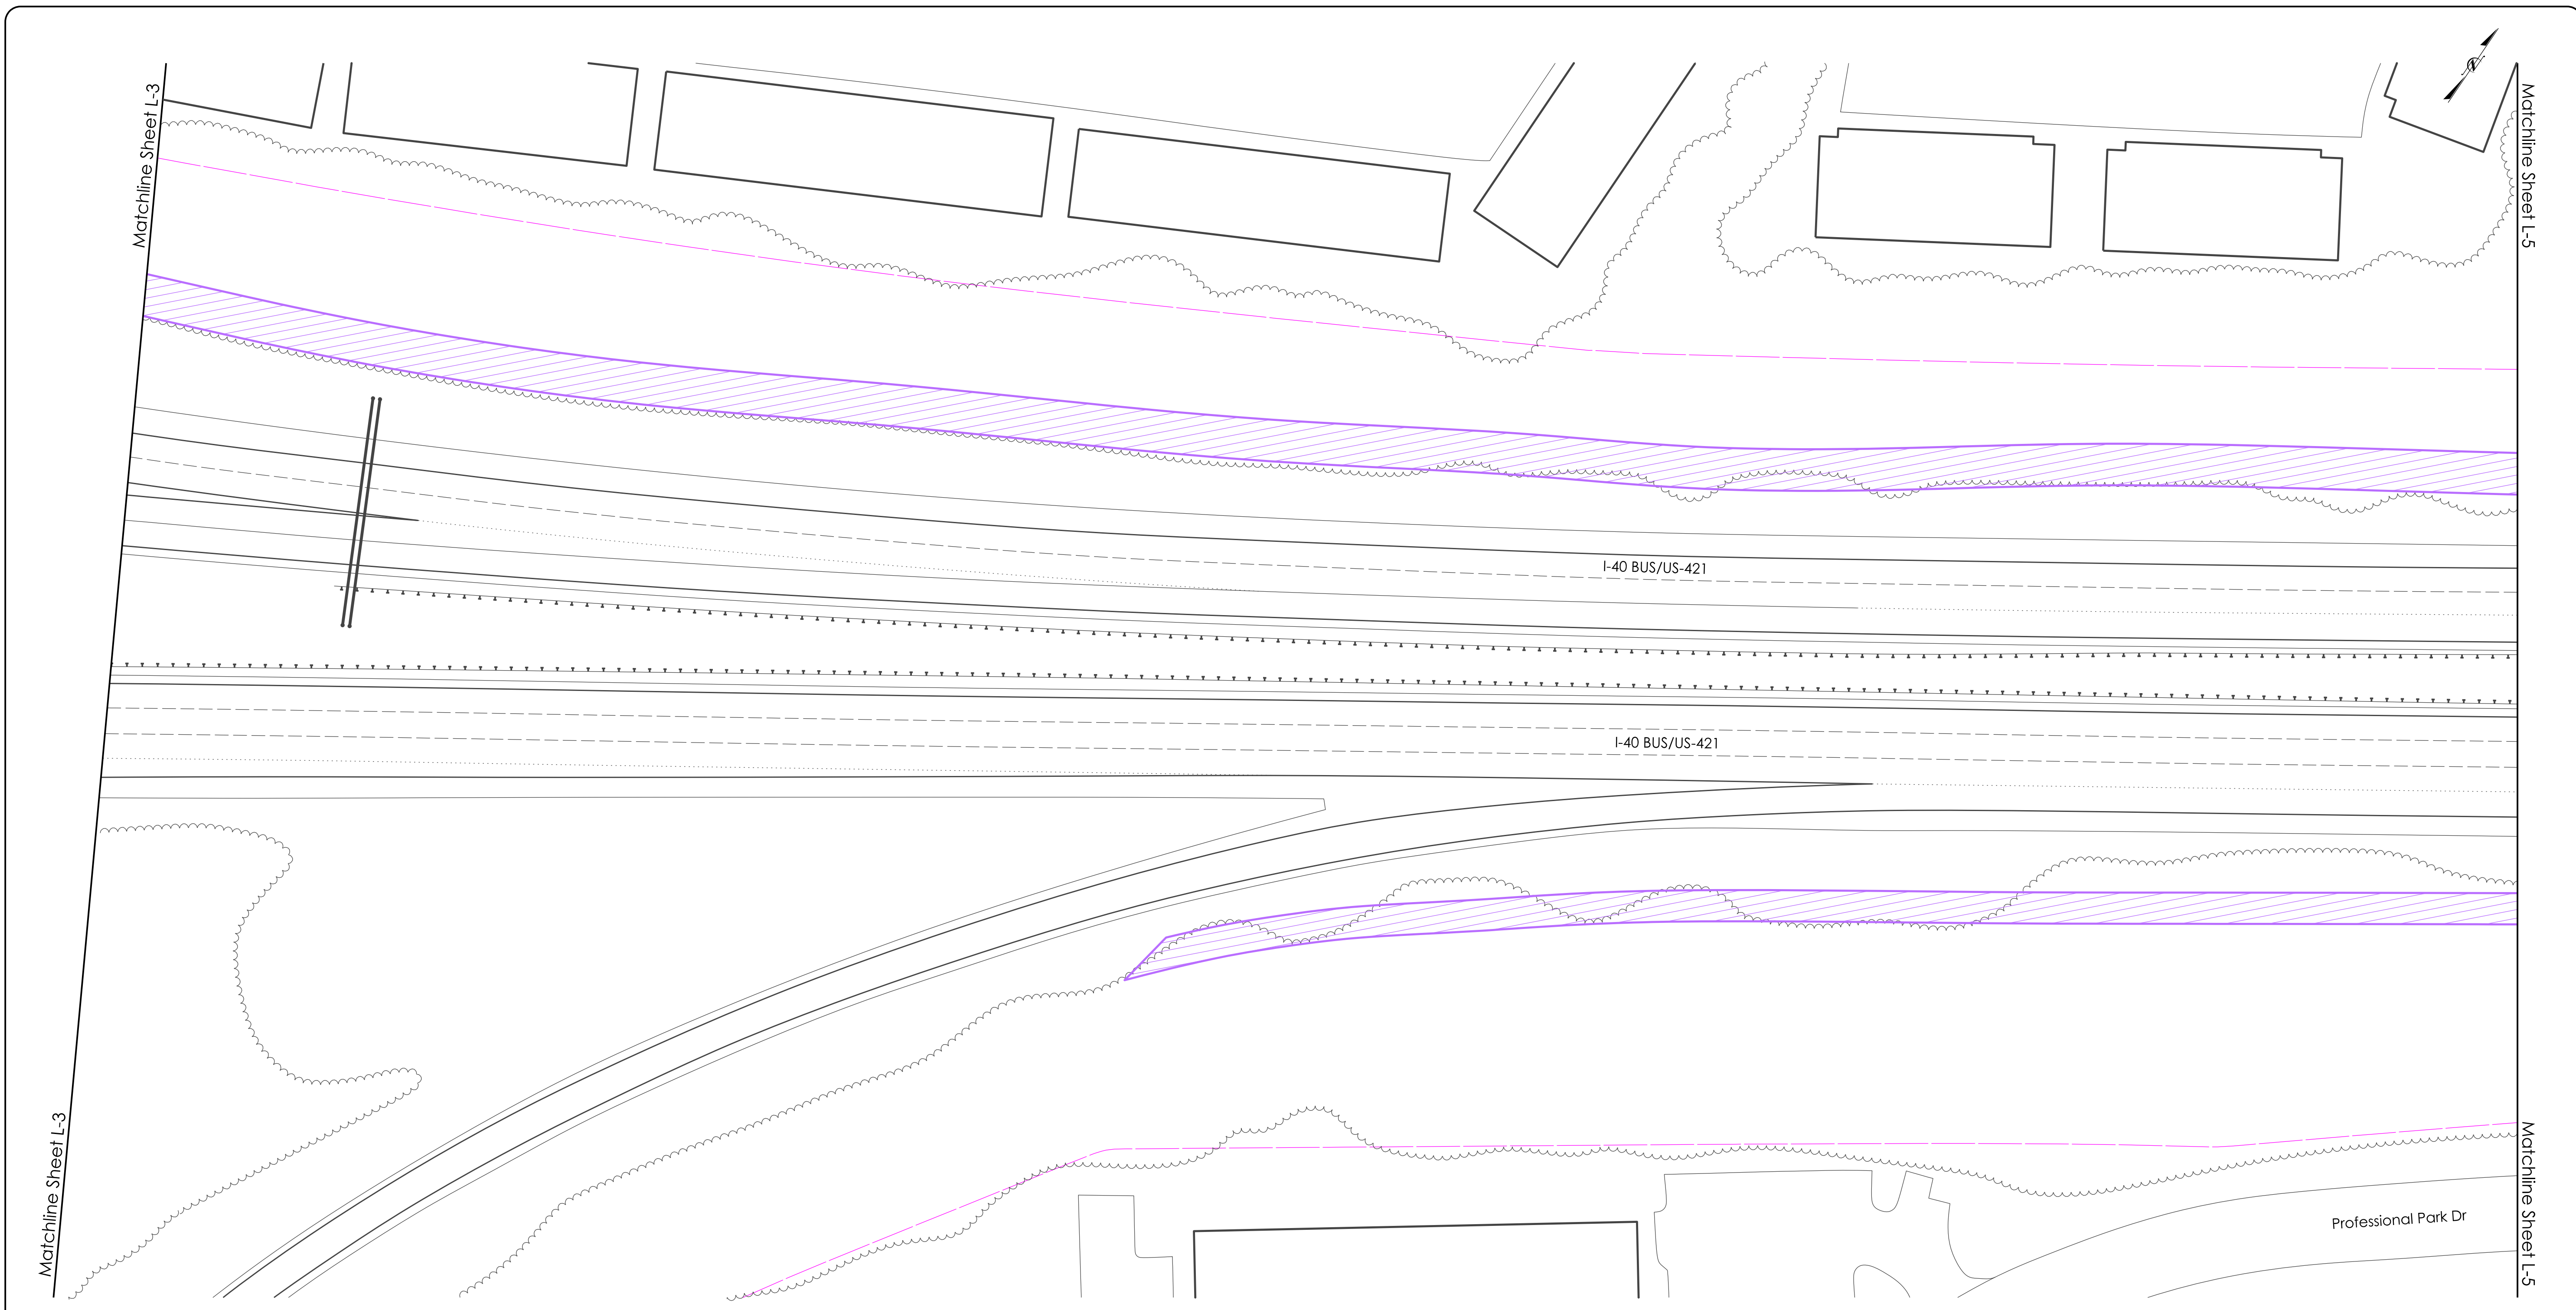 Matchline Sheet L-3
Matchline Sheet L-5
N
I-40 BUS/US-421
I-40 BUS/US-421
Matchline Sheet L-3
Matchline Sheet L-5
Professional Park Dr